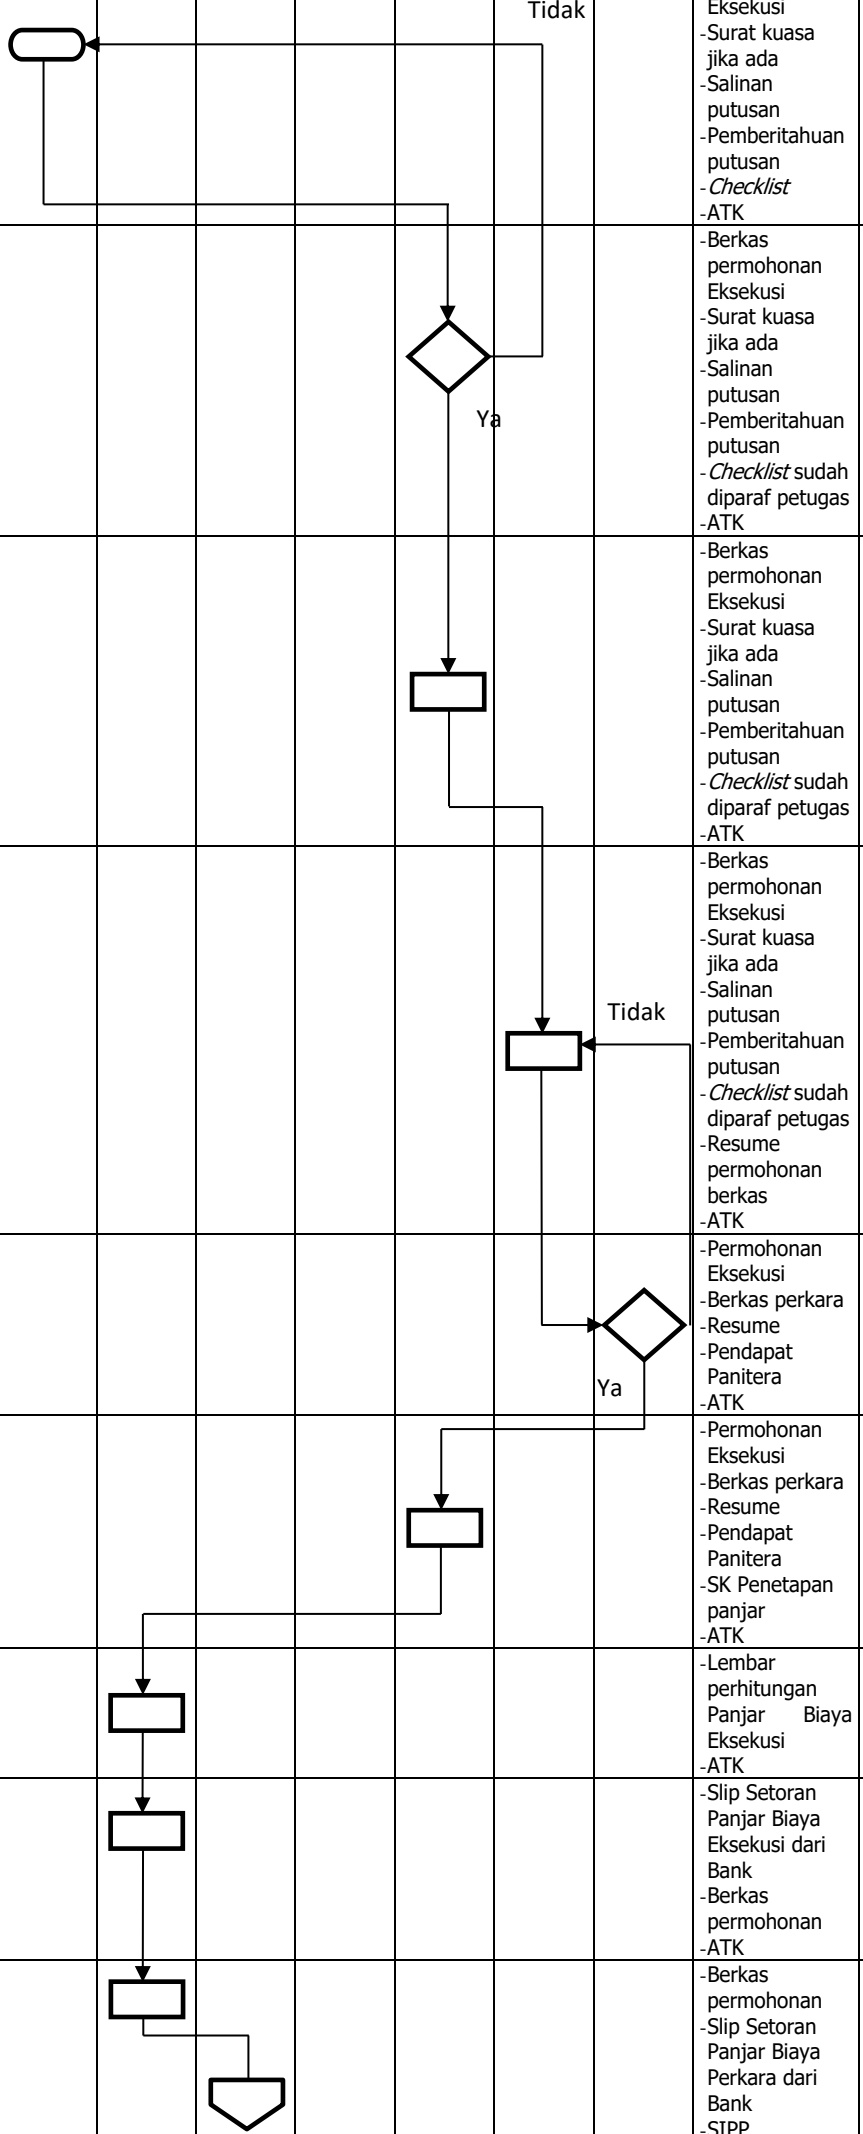 Tidak
Eksekusi
-Surat kuasa
jika ada
-Salinan
putusan
-Pemberitahuan
putusan
-Checklist
-ATK
-Berkas
permohonan
Eksekusi
-Surat kuasa
jika ada
-Salinan
putusan
-Pemberitahuan
putusan
-Checklist sudah
diparaf petugas
-ATK
Ya
-Berkas
permohonan
Eksekusi
-Surat kuasa
jika ada
-Salinan
putusan
-Pemberitahuan
putusan
-Checklist sudah
diparaf petugas
-ATK
-Berkas
permohonan
Eksekusi
-Surat kuasa
jika ada
-Salinan
putusan
-Pemberitahuan
putusan
-Checklist sudah
diparaf petugas
-Resume
permohonan
berkas
-ATK
Tidak
-Permohonan
Eksekusi
-Berkas perkara
-Resume
-Pendapat
Panitera
-ATK
Ya
-Permohonan
Eksekusi
-Berkas perkara
-Resume
-Pendapat
Panitera
-SK Penetapan
panjar
-ATK
-Lembar
perhitungan
Panjar Biaya
Eksekusi
-ATK
-Slip Setoran
Panjar Biaya
Eksekusi dari
Bank
-Berkas
permohonan
-ATK
-Berkas
permohonan
-Slip Setoran
Panjar Biaya
Perkara dari
Bank
-SIPP